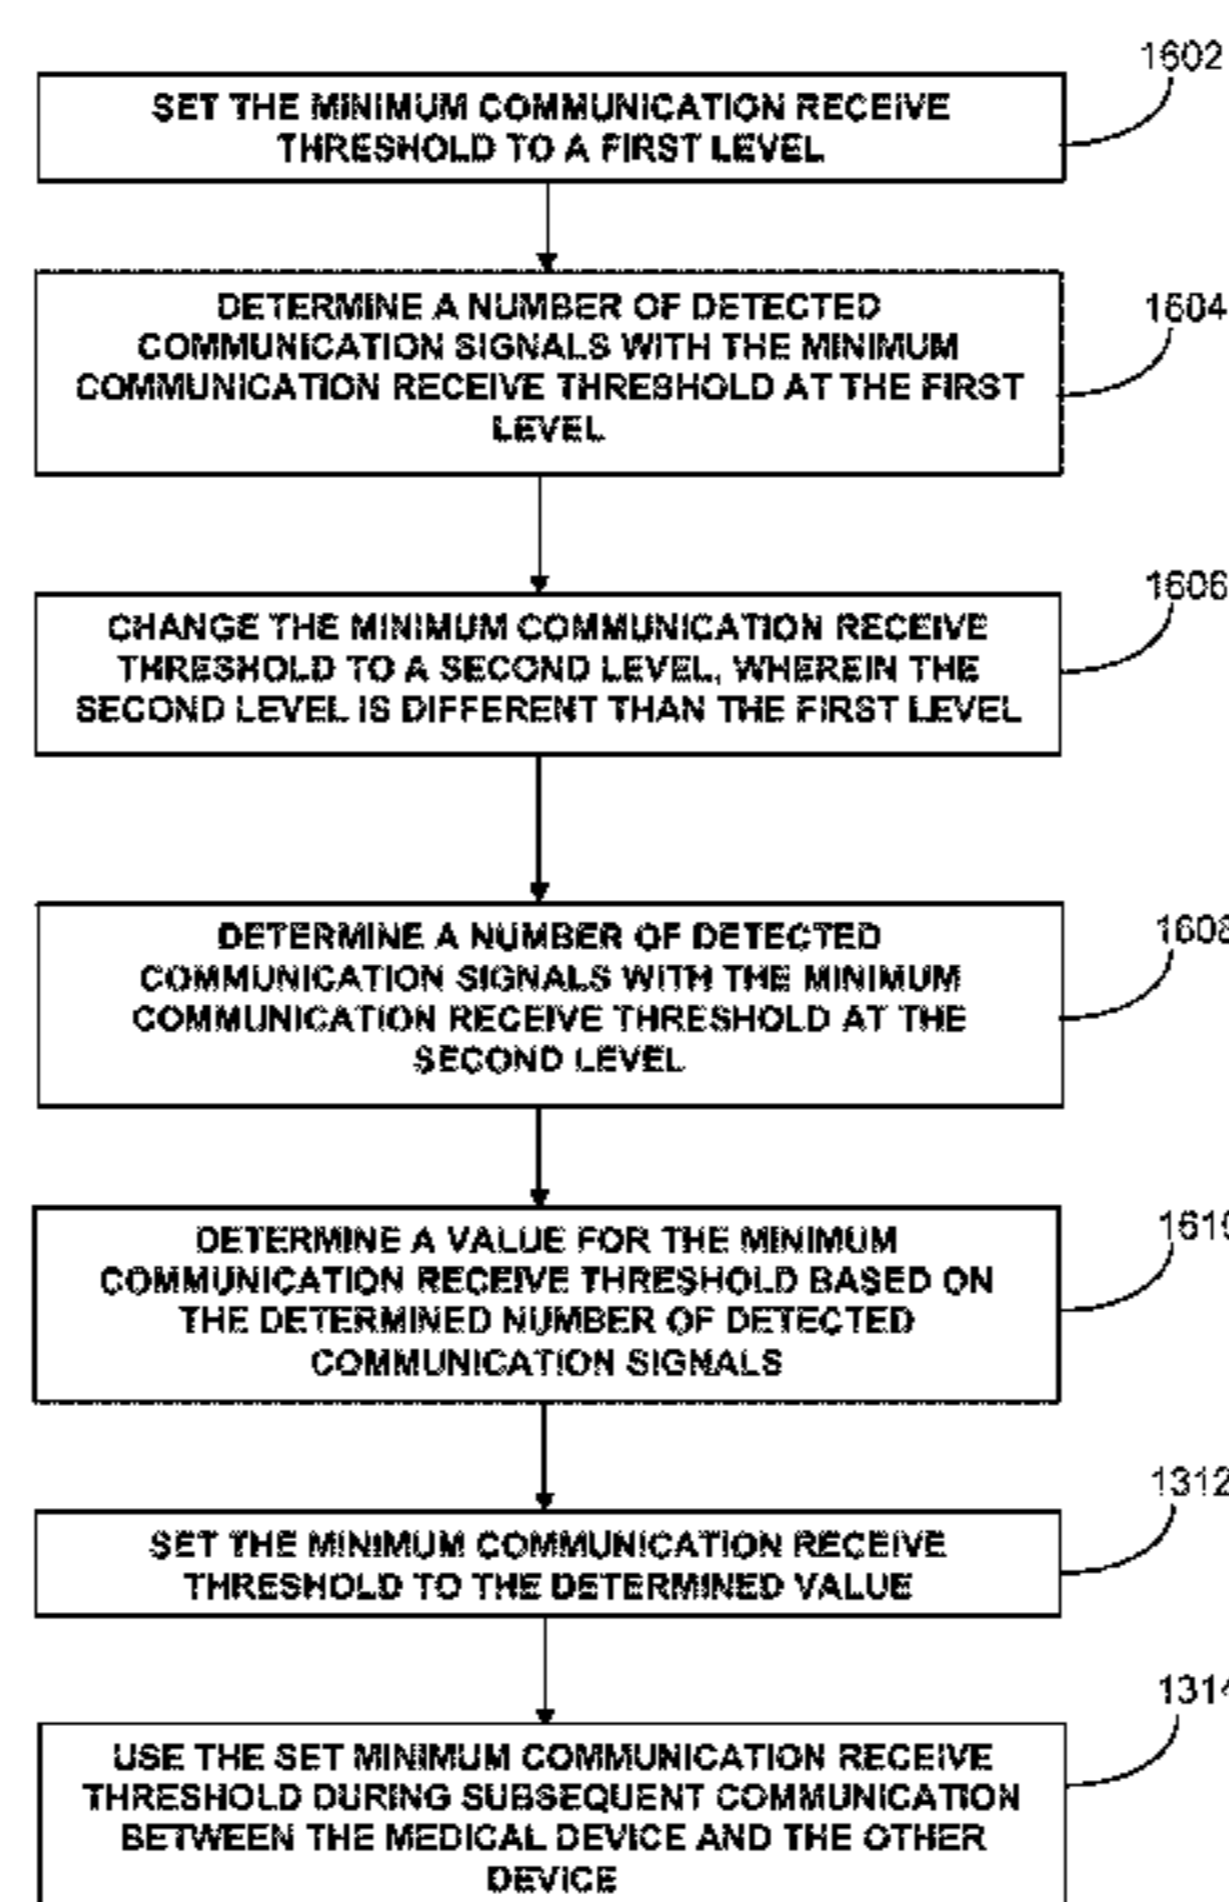 1602
SET THE MINIMUM COMMUNICATION RECEIVE
THRESHOLD TO A FIRST LEVEL
1604
DETERMINE A NUMBER OF DETECTED
COMMUNICATION SIGNALS WITH THE MINIMUM
COMMUNICATION RECEIVE THRESHOLD AT THE FIRST
LEVEL
1606
CHANGE THE MINIMUM COMMUNICATION RECEIVE
THRESHOLD TO A SECOND LEVEL, WHEREIN THE
SECOND LEVEL IS DIFFERENT THAN THE FIRST LEVEL
1608
DETERMINE A NUMBER OF DETECTED
COMMUNICATION SIGNALS WITH THE MINIMUM
COMMUNICATION RECEIVE THRESHOLD AT THE
SECOND LEVEL
1610
DETERMINE A VALUE FOR THE MINIMUM
COMMUNICATION RECEIVE THRESHOLD BASED ON
THE DETERMINED NUMBER OF DETECTED
COMMUNICATION SIGNALS
1312
SET THE MINIMUM COMMUNICATION RECEIVE
THRESHOLD TO THE DETERMINED VALUE
1314
USE THE SET MINIMUM COMMUNICATION RECEIVE
THRESHOLD DURING SUBSEQUENT COMMUNICATION
BETWEEN THE MEDICAL DEVICE AND THE OTHER
DEVICE